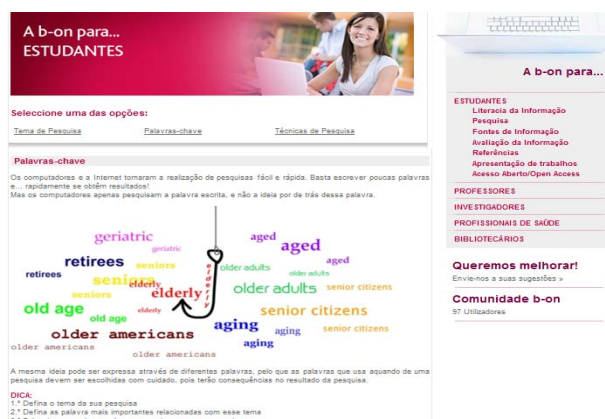 A b-on para...
ESTUDANTES
Seleccione uma das opções:
Tema de Pesquisa Palavras-chave Técnicas de Pesquisa
Palavras-chave
Os computadores e a Internet tornaram a realização de pesquisas fácil e rápida. Basta escrever poucas palavras
e... rapidamente se obtêm resultados!
Mas os computadores apenas pesquisam a palavra escrita, e não a ideia por de trás dessa palavra.
geriatric
geriatric
retirees
retirees
seniors
seniors
seniors
elderly
elderly
elderly
elderly
old age
old age
older americans
older americans
older americans
aged
aged
aged
older adults
older adults
older adults
senior citizens
senior citizens
senior citizens
aging
aging
aging
A mesma ideia pode ser expressa através de diferentes palavras, pelo que as palavras que usa aquando de uma
pesquisa devem ser escolhidas com cuidado, pois terão consequências no resultado da pesquisa.
DICA:
1.º Defina o tema da sua pesquisa
2.º Defina as palavra mais importantes relacionadas com esse tema
A b-on para...
ESTUDANTES
Literacia da Informação
Pesquisa
Fontes de Informação
Avaliação da Informação
Referências
Apresentação de trabalhos
Acesso Aberto/Open Access
PROFESSORES
INVESTIGADORES
PROFISSIONAIS DE SAÚDE
BIBLIOTECÁRIOS
Queremos melhorar!
Envie-nos a suas sugestões »
Comunidade b-on
97 Utilizadores